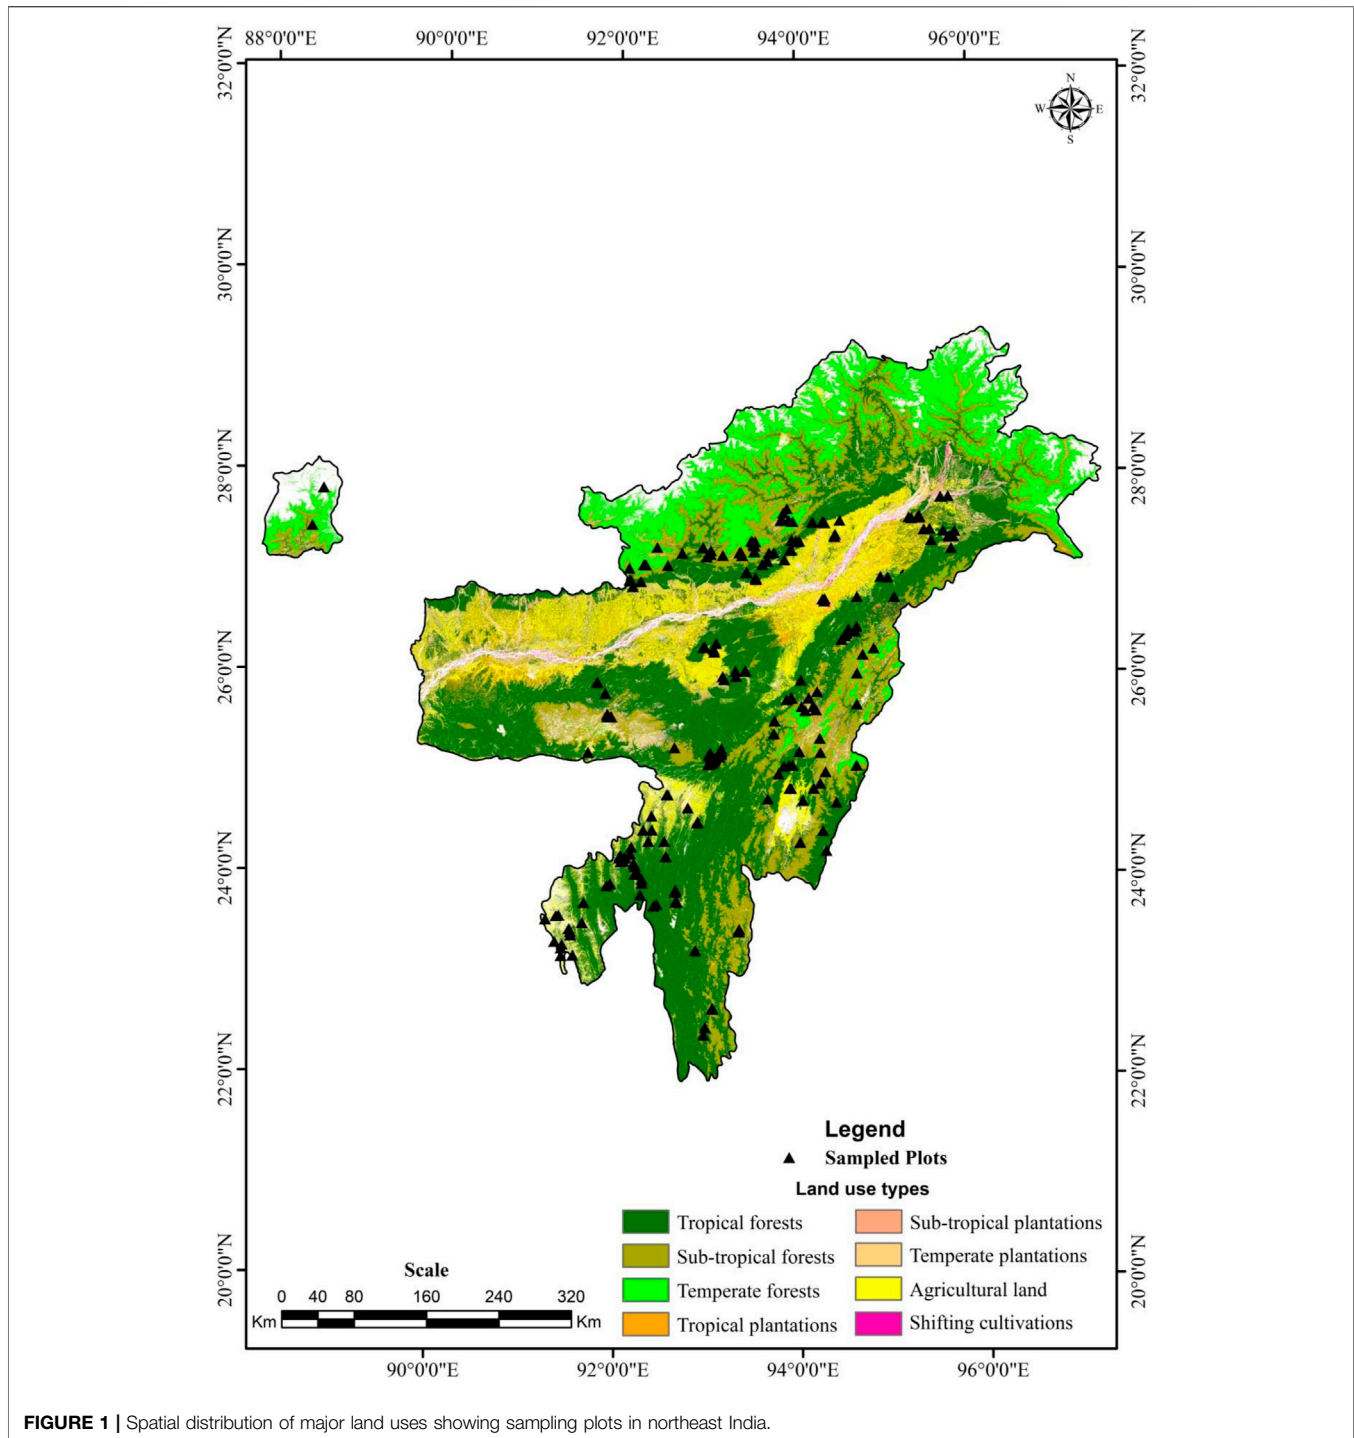 88°0'0"E 90°0'0"E 92°0'0"E 94°0'0"E 96°0'0"E
32°0'0"N 32°0'0"N
N
W E
S
30°0'0"N 30°0'0"N
28°0'0"N 28°0'0"N
26°0'0"N 26°0'0"N
24°0'0"N 24°0'0"N
22°0'0"N 22°0'0"N
20°0'0"N 20°0'0"N
Legend
Sampled Plots
Land use types
Tropical forests
Sub-tropical forests
Temperate forests
Tropical plantations
Sub-tropical plantations
Temperate plantations
Agricultural land
Shifting cultivations
Scale
0 40 80 160 240 320
Km Km
90°0'0"E 92°0'0"E 94°0'0"E 96°0'0"E
FIGURE 1 | Spatial distribution of major land uses showing sampling plots in northeast India.